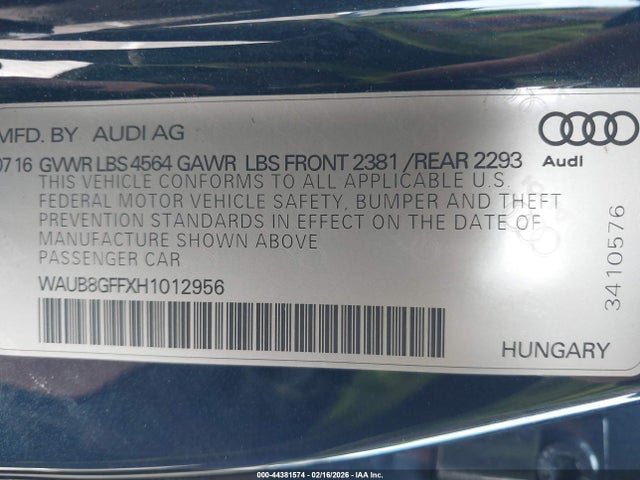 MFD. BY AUDI AG
0716 GVWR LBS 4564 GAWR LBS FRONT 2381 /REAR 2293
THIS VEHICLE CONFORMS TO ALL APPLICABLE U.S.
FEDERAL MOTOR VEHICLE SAFETY, BUMPER AND THEFT
PREVENTION STANDARDS IN EFFECT ON THE DATE OF
MANUFACTURE SHOWN ABOVE
PASSENGER CAR
WAUB8GFFXH1012956
Audi
3410576
HUNGARY
000-44381574 - 02/16/2026 - IAA Inc.